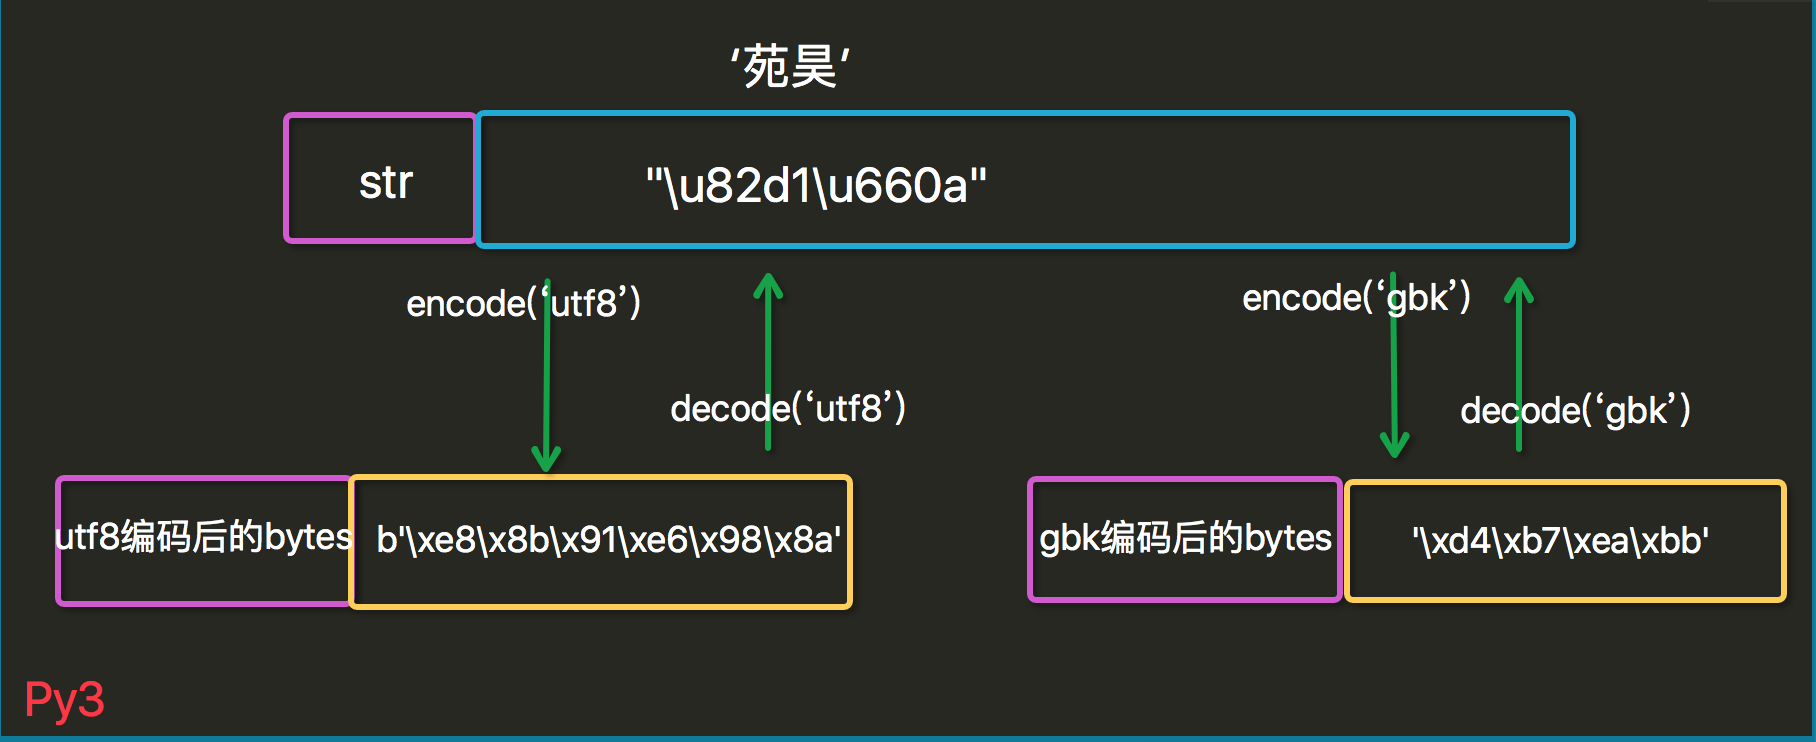 ‘苑昊‘
str
"\u82d1\u660a"
encode(‘utf8’)
encode(‘gbk’)
decode(‘utf8’)
decode(‘gbk’)
utf8编码后的bytes
b'\xe8\x8b\x91\xe6\x98\x8a'
gbk编码后的bytes
'\xd4\xb7\xea\xbb'
Py3